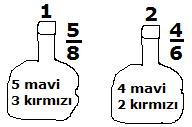 1
5/8
5 mavi
3 kırmızı
2
4/6
4 mavi
2 kırmızı